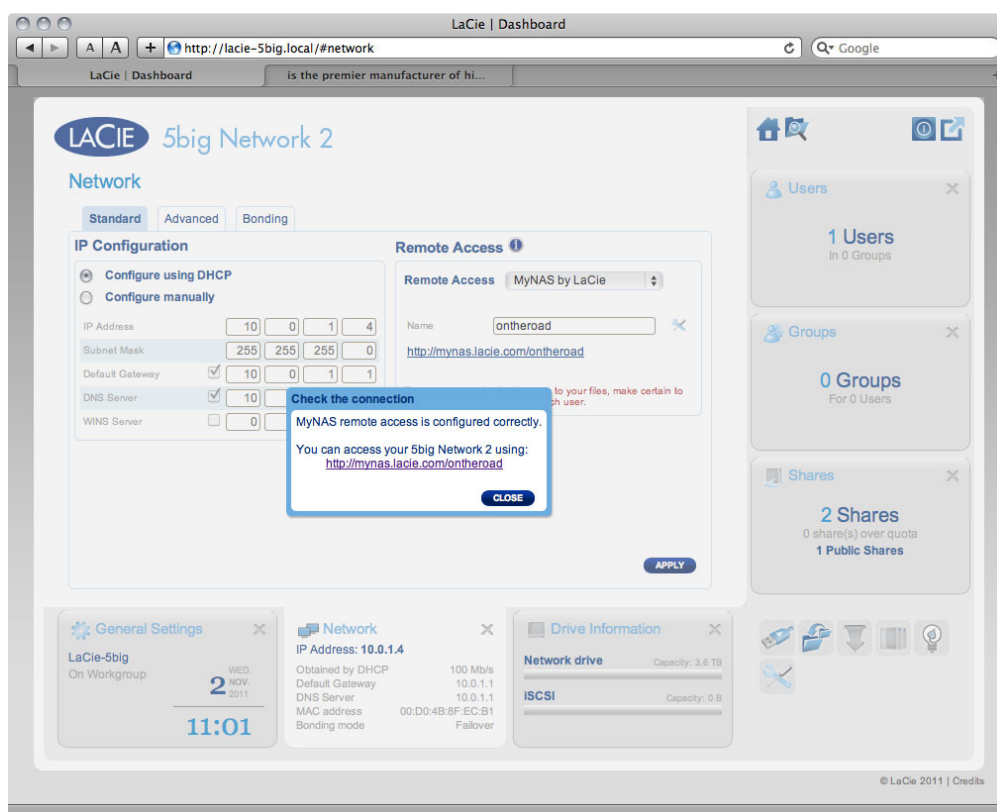 LaCie | Dashboard
A A + http://lacie-5big.local/#network Google
LaCie | Dashboard
is the premier manufacturer of hi...
LACIE 5big Network 2
Network
Standard Advanced Bonding
IP Configuration
Configure using DHCP
Configure manually
IP Address 10 0 1 4
Subnet Mask 255 255 255 0
Default Gateway 10 0 1 1
DNS Server 10
WINS Server 0
Remote Access
Remote Access MyNAS by LaCie
Name ontheroad
http://mynas.lacie.com/ontheroad
to your files, make certain to
ch user.
Check the connection
MyNAS remote access is configured correctly.
You can access your 5big Network 2 using:
http://mynas.lacie.com/ontheroad
CLOSE
APPLY
Users
1 Users
In 0 Groups
Groups
0 Groups
For 0 Users
Shares
2 Shares
0 share(s) over quota
1 Public Shares
General Settings
LaCie-5big
On Workgroup
WED.
2 NOV.
2011
11:01
Network
IP Address: 10.0.1.4
Obtained by DHCP 100 Mb/s
Default Gateway 10.0.1.1
DNS Server 10.0.1.1
MAC address 00:D0:4B:8F:EC:B1
Bonding mode Failover
Drive Information
Network drive Capacity: 3.6 TB
iSCSI Capacity: 0 B
© LaCie 2011 | Credits